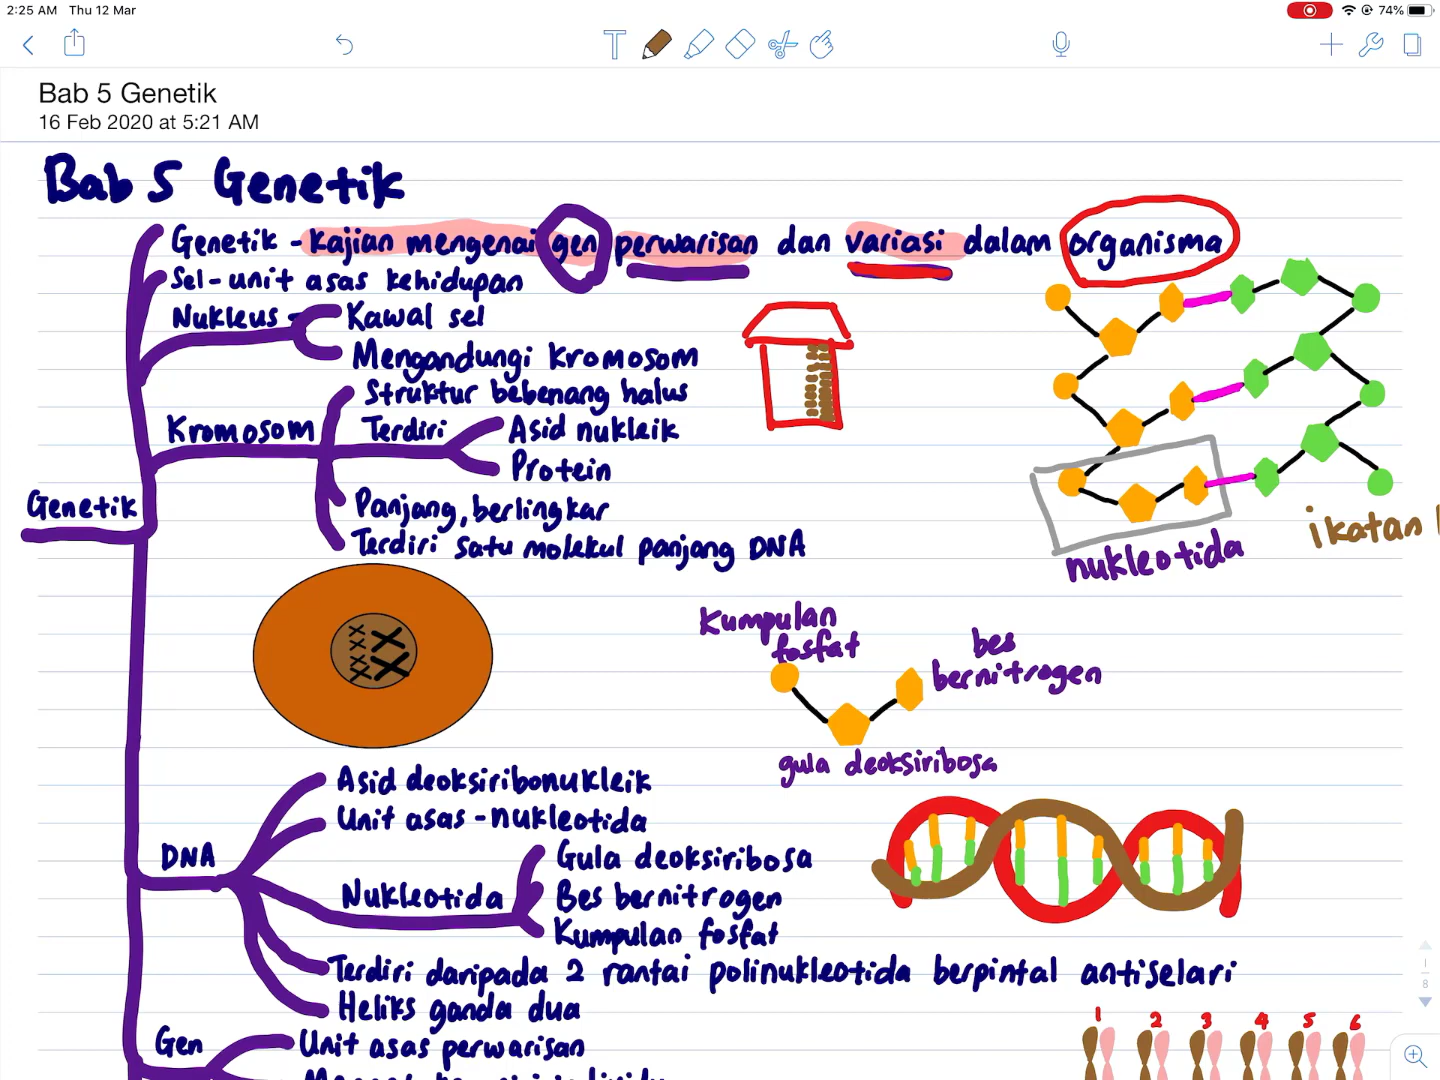 2:25 AM Thu 12 Mar
74%
Bab 5 Genetik
16 Feb 2020 at 5:21 AM
Bab 5 Genetik
Genetik - kajian mengenai gen perwarisan dan variasi dalam organisma
Sel - unit asas kehidupan
Nukleus - Kawal sel
Mengandungi kromosom
Struktur bebenang halus
Kromosom Terdiri Asid nukleik
Protein
Panjang, berlingkar
Terdiri satu molekul panjang DNA
Genetik
ikatan
nukleotida
Kumpulan
fosfat
bes
bernitrogen
gula deoksiribosa
Asid deoksiribonukleik
Unit asas - nukleotida
DNA
Gula deoksiribosa
Nukleotida Bes bernitrogen
Kumpulan fosfat
Terdiri daripada 2 rantai polinukleotida berpintal antiselari
Heliks ganda dua
1 2 3 4 5 6
Gen Unit asas perwarisan
1
8